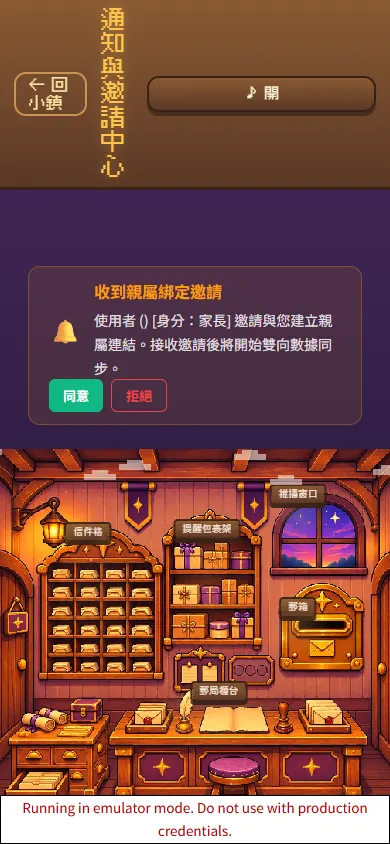 ← 回
小鎮
通知與邀請中心
♪ 開
收到親屬綁定邀請
使用者 () [身分：家長] 邀請與您建立親
屬連結。接收邀請後將開始雙向數據同
步。
同意
拒絕
推播窗口
信件格
提醒包裹架
郵箱
郵局櫃台
Running in emulator mode. Do not use with production
credentials.